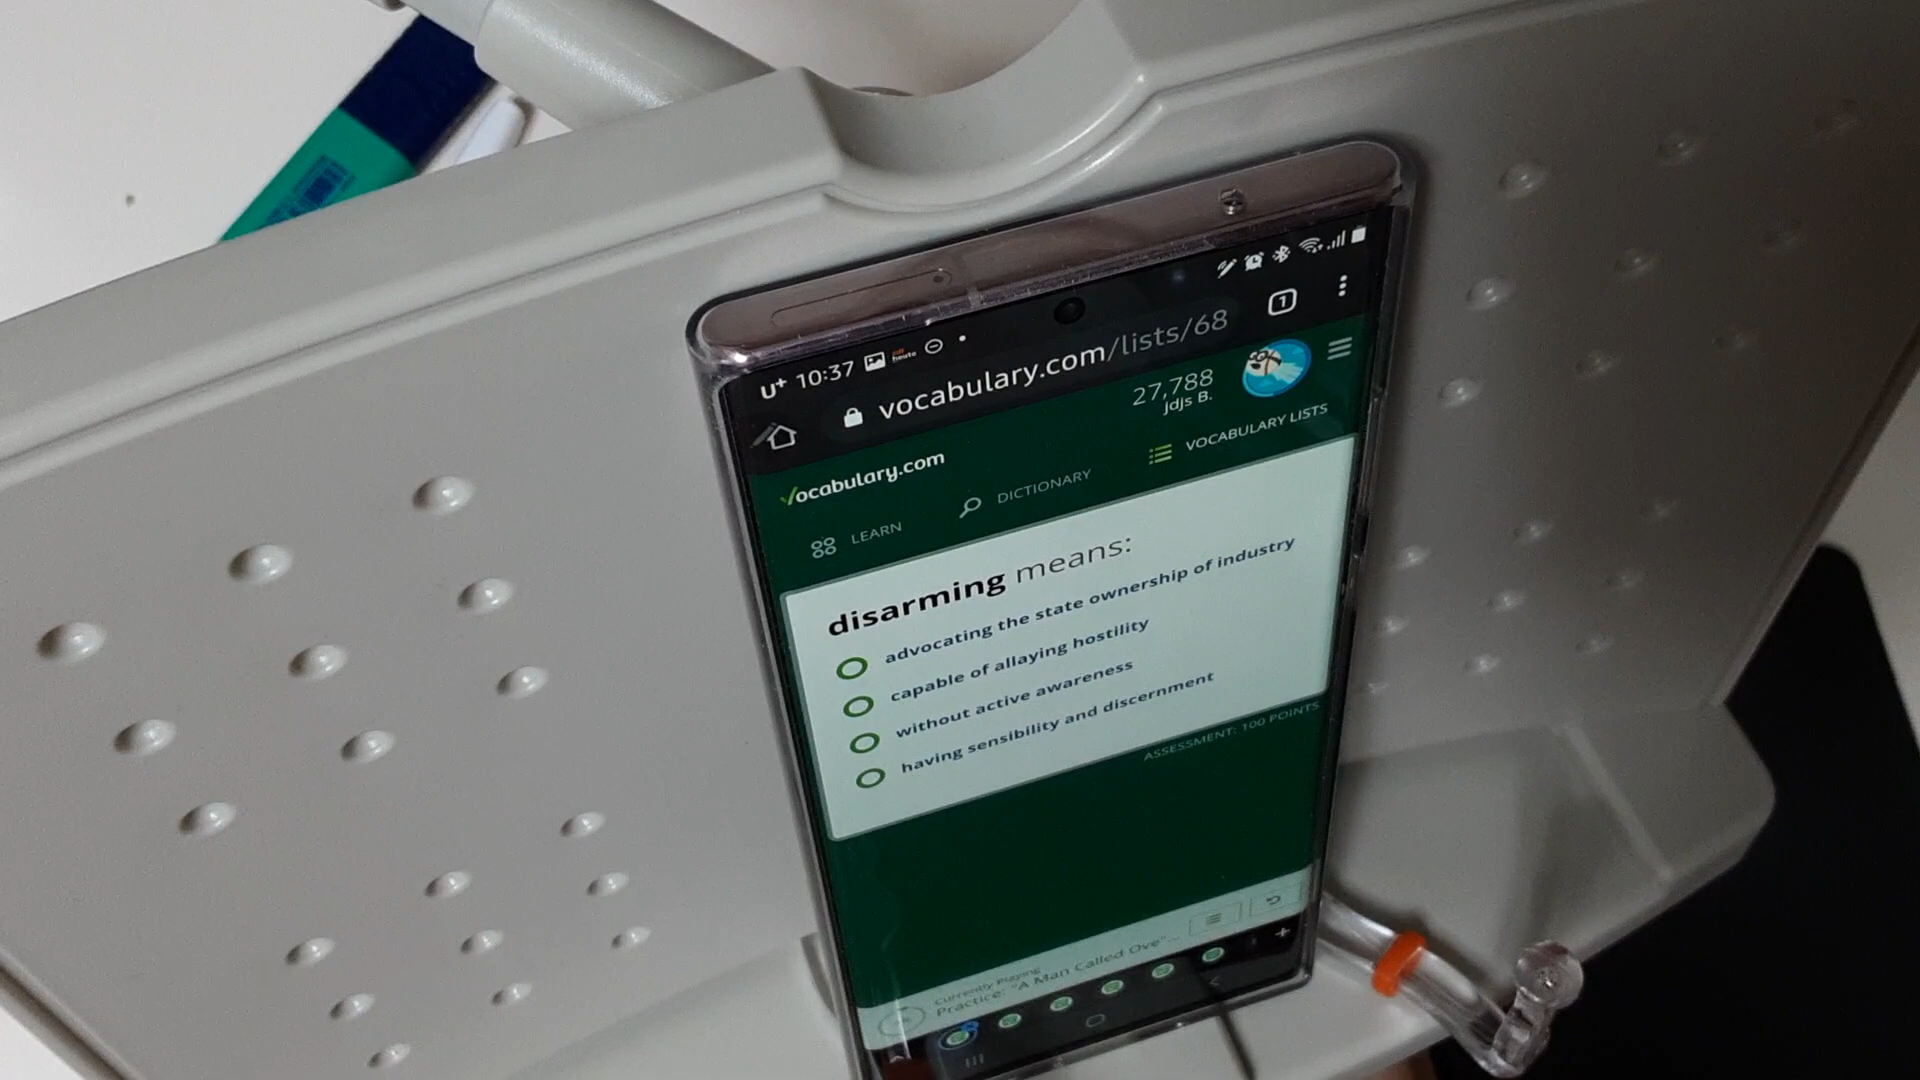 U+ 10:37
1
vocabulary.com/lists/68
27,788
jdjs B.
Vocabulary.com
LEARN
DICTIONARY
VOCABULARY LISTS
disarming means:
advocating the state ownership of industry
capable of allaying hostility
without active awareness
having sensibility and discernment
ASSESSMENT: 100 POINTS
Currently Playing
Practice: "A Man Called Ove"...